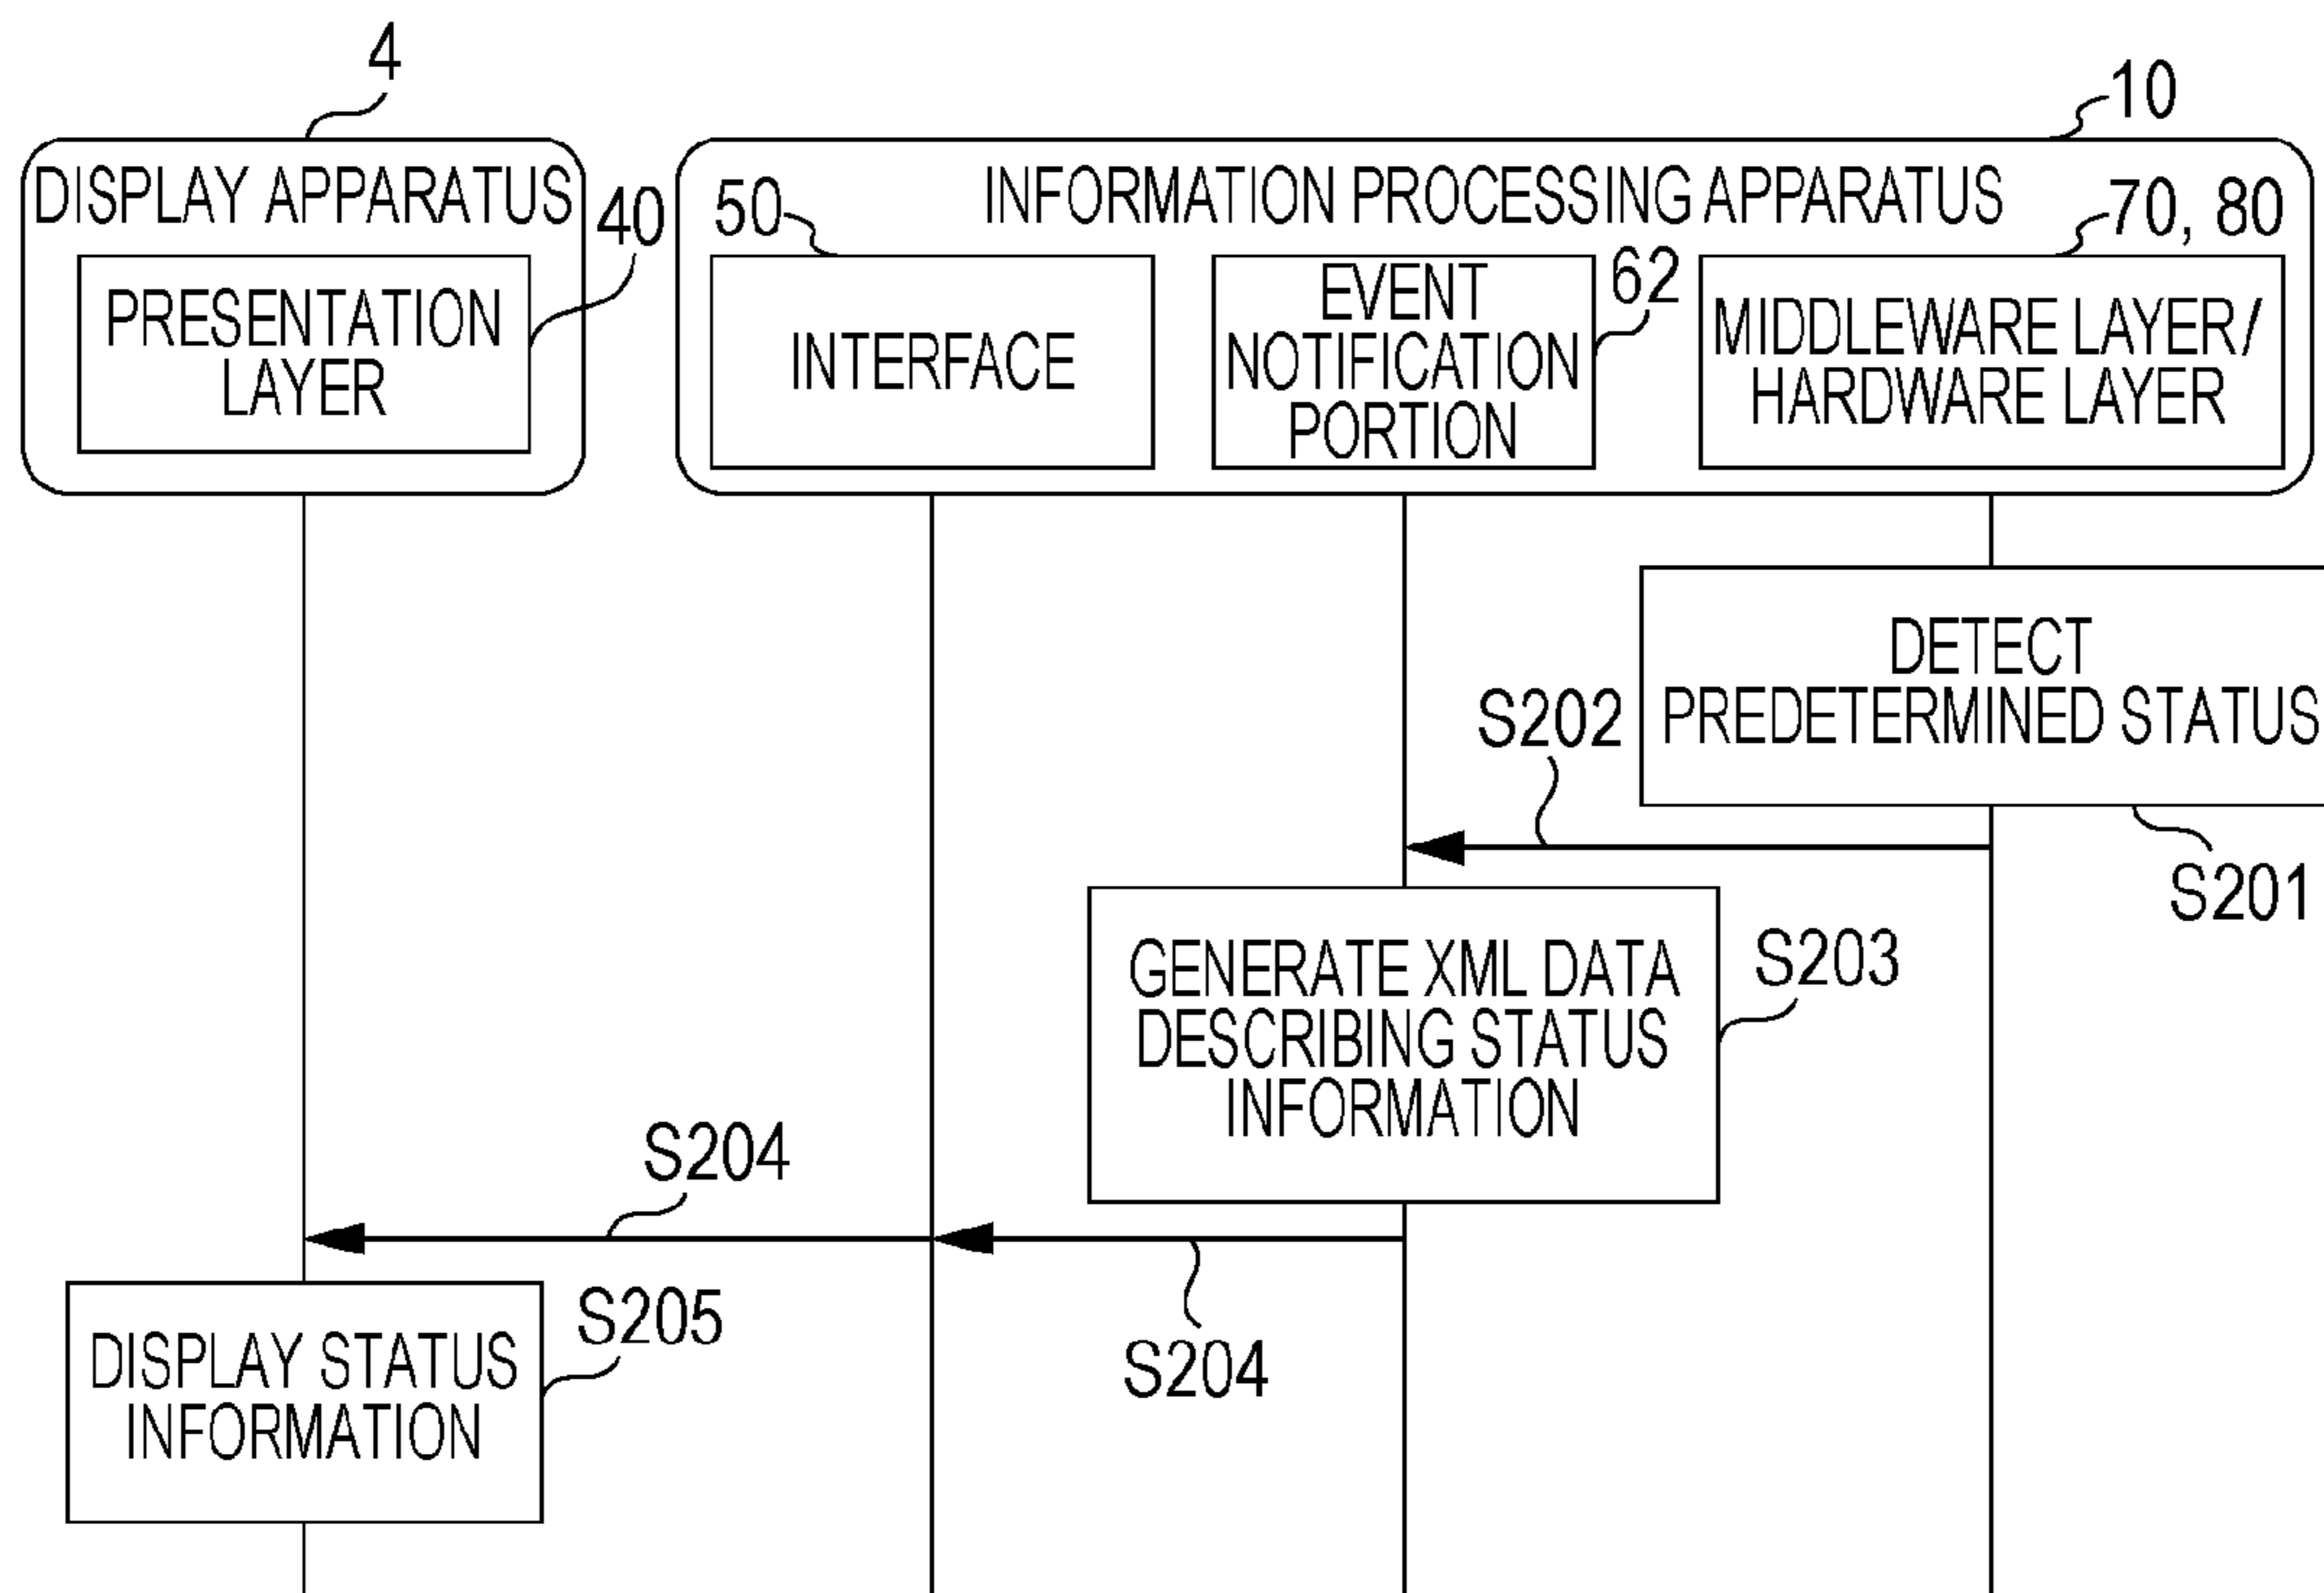 4
10
DISPLAY APPARATUS
40
50
INFORMATION PROCESSING APPARATUS
70, 80
PRESENTATION
LAYER
INTERFACE
EVENT
NOTIFICATION
PORTION
62
MIDDLEWARE LAYER/
HARDWARE LAYER
DETECT
PREDETERMINED STATUS
S202
S201
GENERATE XML DATA
DESCRIBING STATUS
INFORMATION
S203
S204
S204
DISPLAY STATUS
INFORMATION
S205